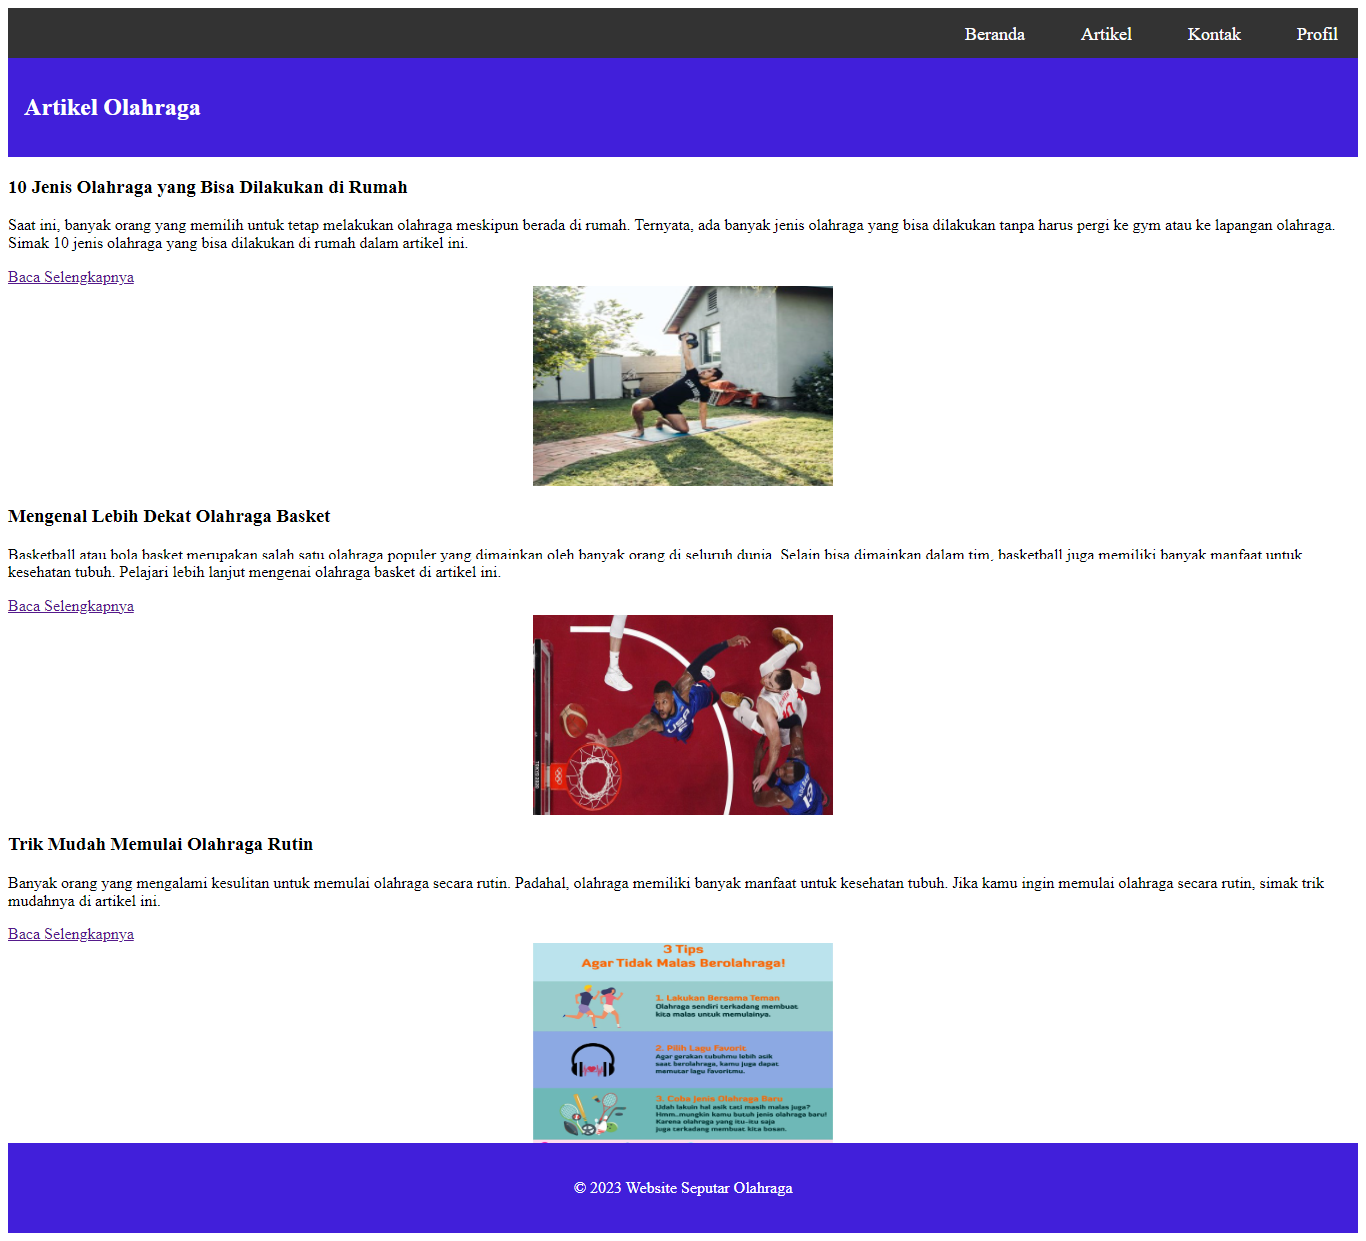 Beranda Artikel Kontak Profil
Artikel Olahraga
10 Jenis Olahraga yang Bisa Dilakukan di Rumah
Saat ini, banyak orang yang memilih untuk tetap melakukan olahraga meskipun berada di rumah. Ternyata, ada banyak jenis olahraga yang bisa dilakukan tanpa harus pergi ke gym atau ke lapangan olahraga.
Simak 10 jenis olahraga yang bisa dilakukan di rumah dalam artikel ini.
Baca Selengkapnya
Mengenal Lebih Dekat Olahraga Basket
Basketball atau bola basket merupakan salah satu olahraga populer yang dimainkan oleh banyak orang di seluruh dunia. Selain bisa dimainkan dalam tim, basketball juga memiliki banyak manfaat untuk
kesehatan tubuh. Pelajari lebih lanjut mengenai olahraga basket di artikel ini.
Baca Selengkapnya
USA
Trik Mudah Memulai Olahraga Rutin
Banyak orang yang mengalami kesulitan untuk memulai olahraga secara rutin. Padahal, olahraga memiliki banyak manfaat untuk kesehatan tubuh. Jika kamu ingin memulai olahraga secara rutin, simak trik
mudahnya di artikel ini.
Baca Selengkapnya
3 Tips
Agar Tidak Malas Berolahraga!
1. Lakukan Bersama Teman
Olahraga sendiri terkadang membuat
kita malas untuk memulainya.
2. Pilih Lagu Favorit
Agar gerakan tubuhmu lebih asik
saat berolahraga, kamu juga dapat
memutar lagu favoritmu.
3. Coba Jenis Olahraga Baru
Udah lakuin hal asik tati masih malas juga?
Hmm..mungkin kamu butuh jenis olahraga baru!
Karena olahraga yang itu-itu saja
juga terkadang membuat kita bosan.
© 2023 Website Seputar Olahraga